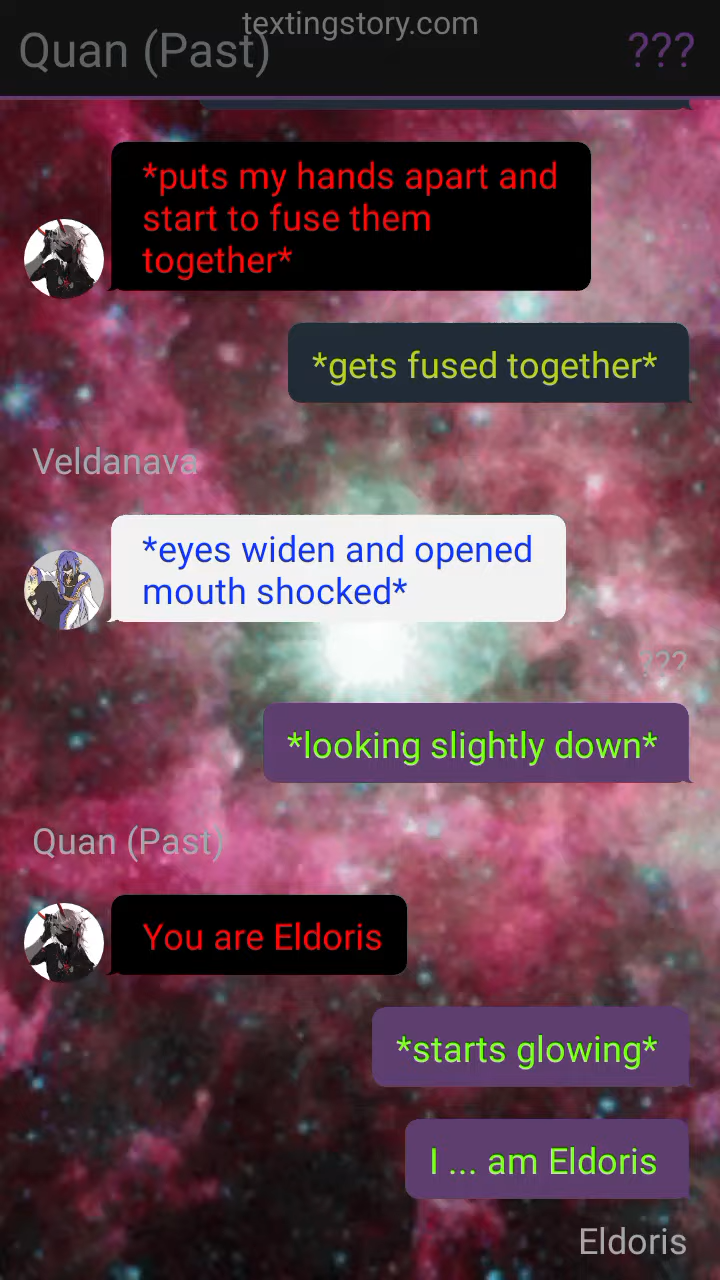 textingstory.com
Quan (Past)
???
*puts my hands apart and
start to fuse them
together*
*gets fused together*
Veldanava
*eyes widen and opened
mouth shocked*
???
*looking slightly down*
Quan (Past)
You are Eldoris
*starts glowing*
I ... am Eldoris
Eldoris